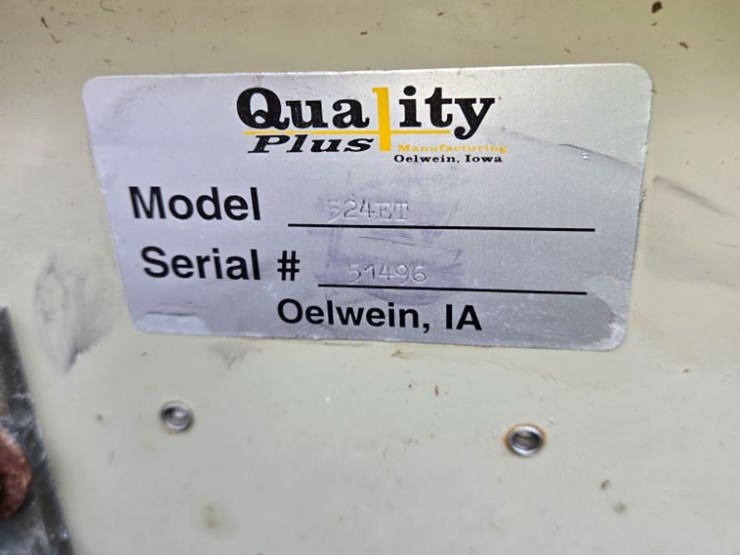 Quality
Plus Manufacturing
Oelwein, Iowa
Model 524ET
Serial # 51496
Oelwein, IA